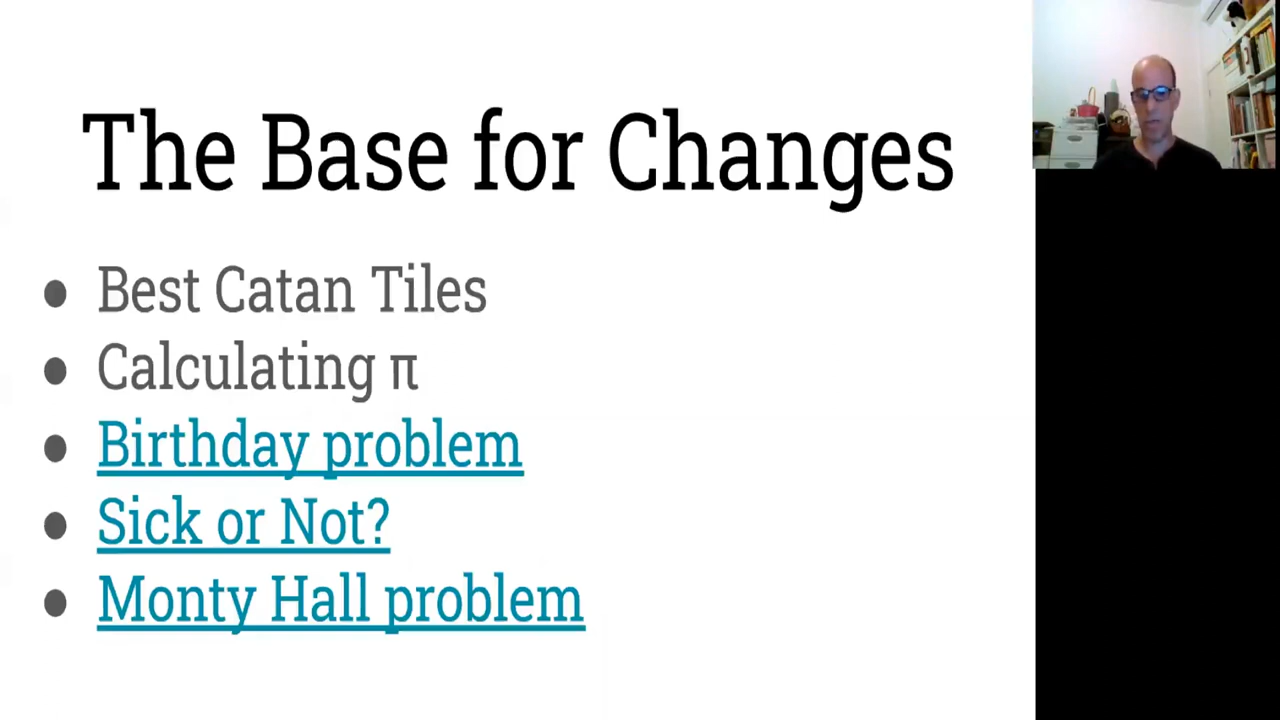 The Base for Changes
● Best Catan Tiles
● Calculating π
● Birthday problem
● Sick or Not?
● Monty Hall problem